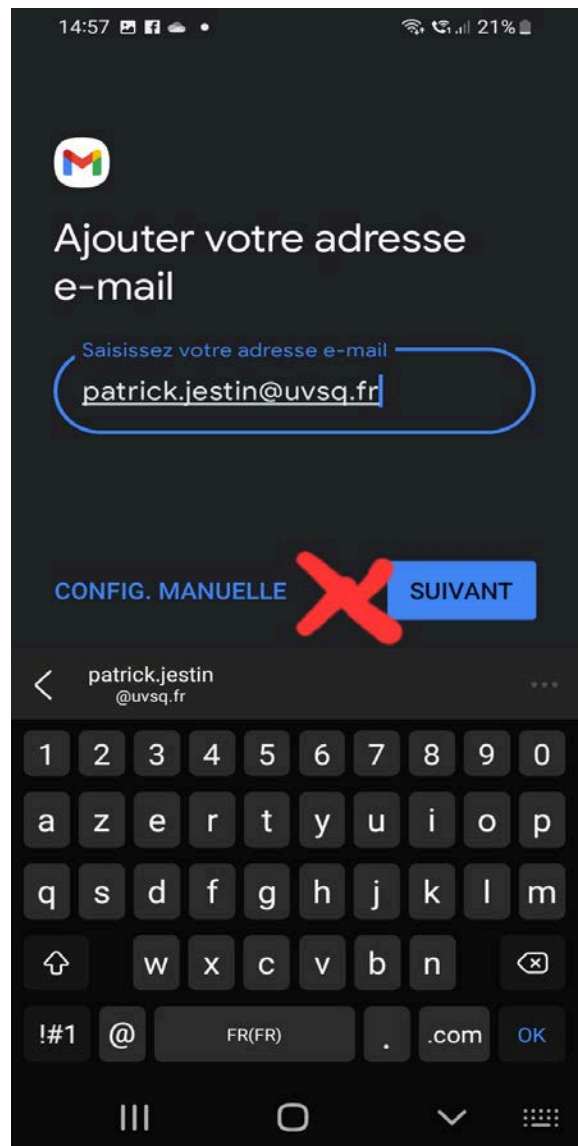 14:57 21%
Ajouter votre adresse
e-mail
Saisissez votre adresse e-mail
patrick.jestin@uvsq.fr
CONFIG. MANUELLE SUIVANT
patrick.jestin
@uvsq.fr
1 2 3 4 5 6 7 8 9 0
a z e r t y u i o p
q s d f g h j k l m
w x c v b n
!#1 @ FR(FR) . .com OK